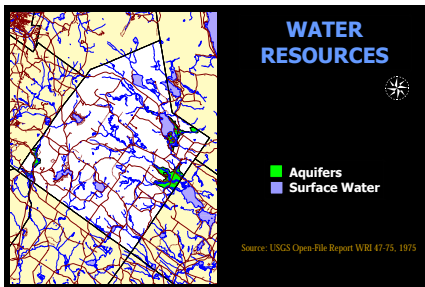 WATER
RESOURCES
Aquifers
Surface Water
Source: USGS Open-File Report WRI 47-75, 1975